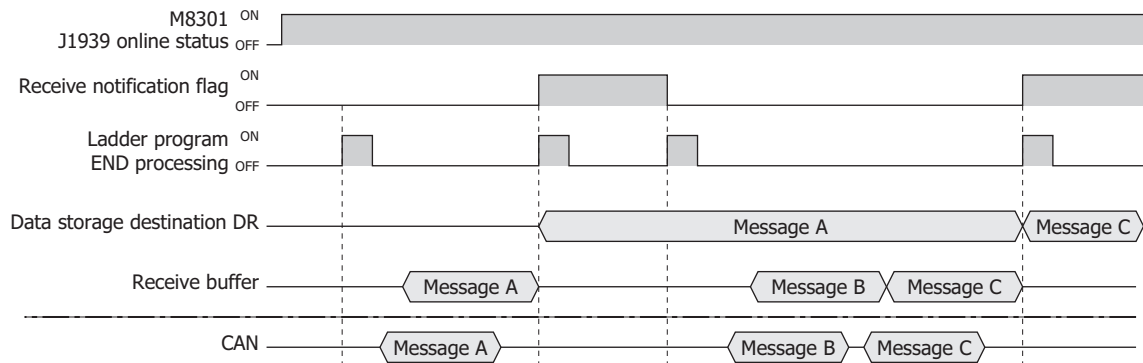 M8301 ON
J1939 online status OFF
Receive notification flag ON
OFF
Ladder program ON
END processing OFF
Data storage destination DR Message A Message C
Receive buffer Message A Message B Message C
CAN Message A Message B Message C